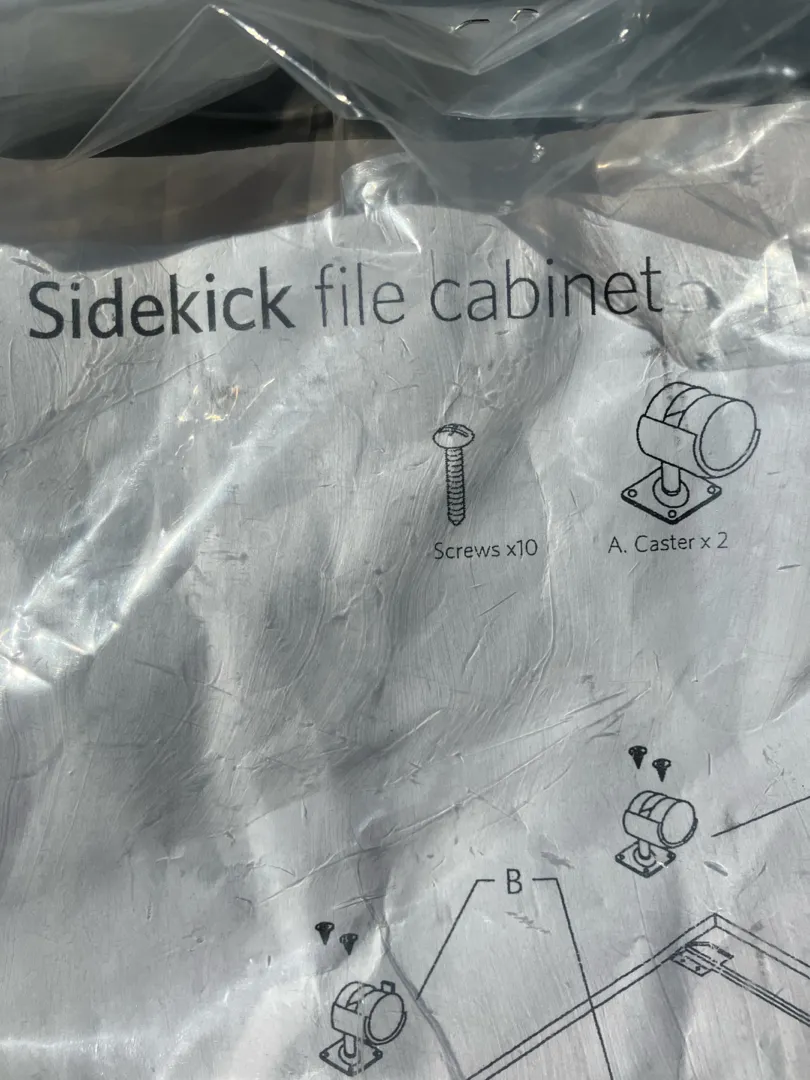 Sidekick file cabinet
Screws x10
A. Caster x 2
B